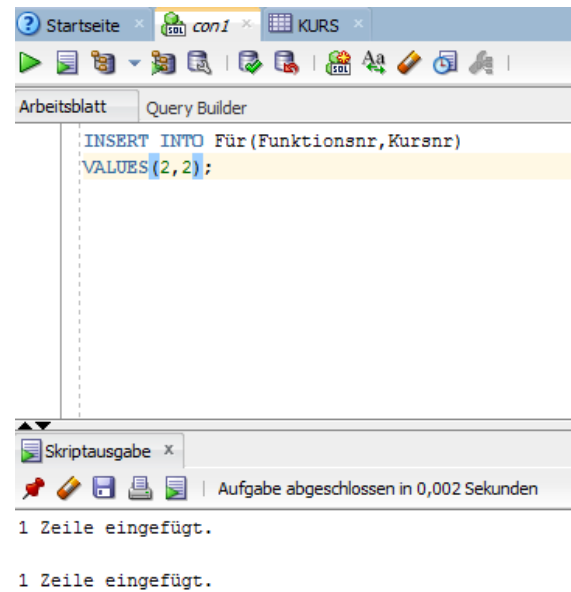 Startseite con1 KURS
Arbeitsblatt Query Builder
INSERT INTO Für(Funktionsnr,Kursnr)
VALUES(2,2);
Skriptausgabe x
Aufgabe abgeschlossen in 0,002 Sekunden
1 Zeile eingefügt.
1 Zeile eingefügt.